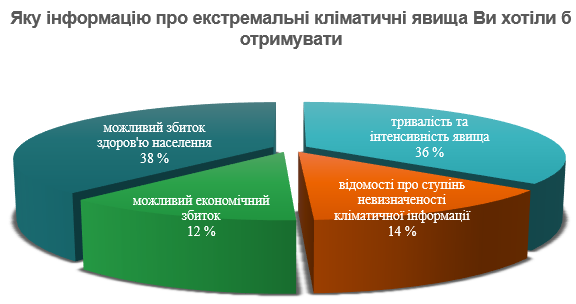 Яку інформацію про екстремальні кліматичні явища Ви хотіли б
отримувати
можливий збиток
здоров'ю населення
38 %
тривалість та
інтенсивність явища
36 %
можливий економічний
збиток
12 %
відомості про ступінь
невизначеності
кліматичної інформації
14 %